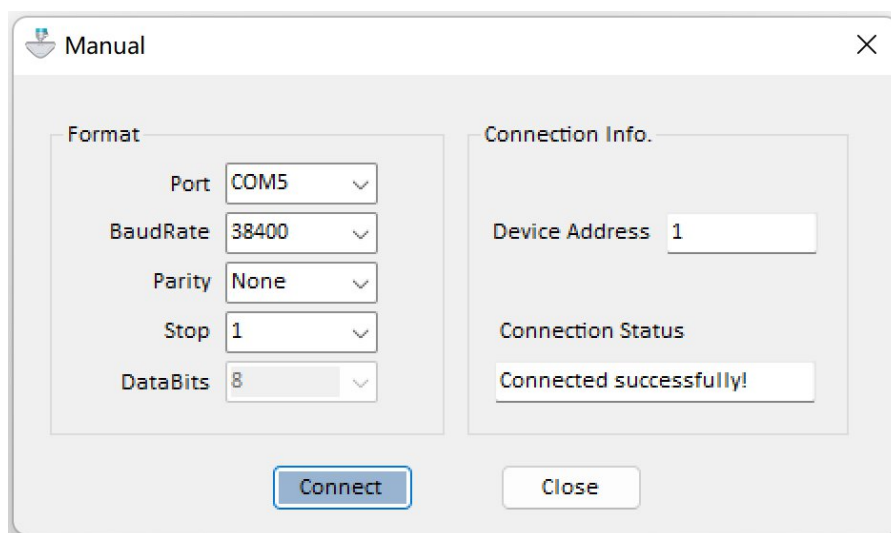 Manual
Format
Port COM5
BaudRate 38400
Parity None
Stop 1
DataBits 8
Connection Info.
Device Address 1
Connection Status
Connected successfully!
Connect
Close